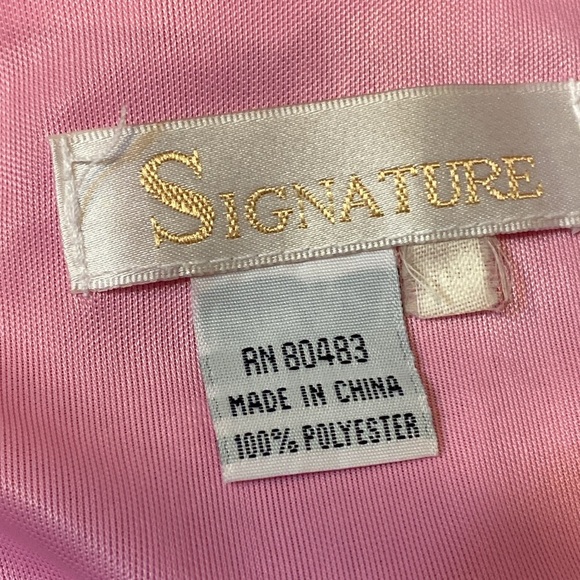 SIGNATURE
RN 80483
MADE IN CHINA
100% POLYESTER